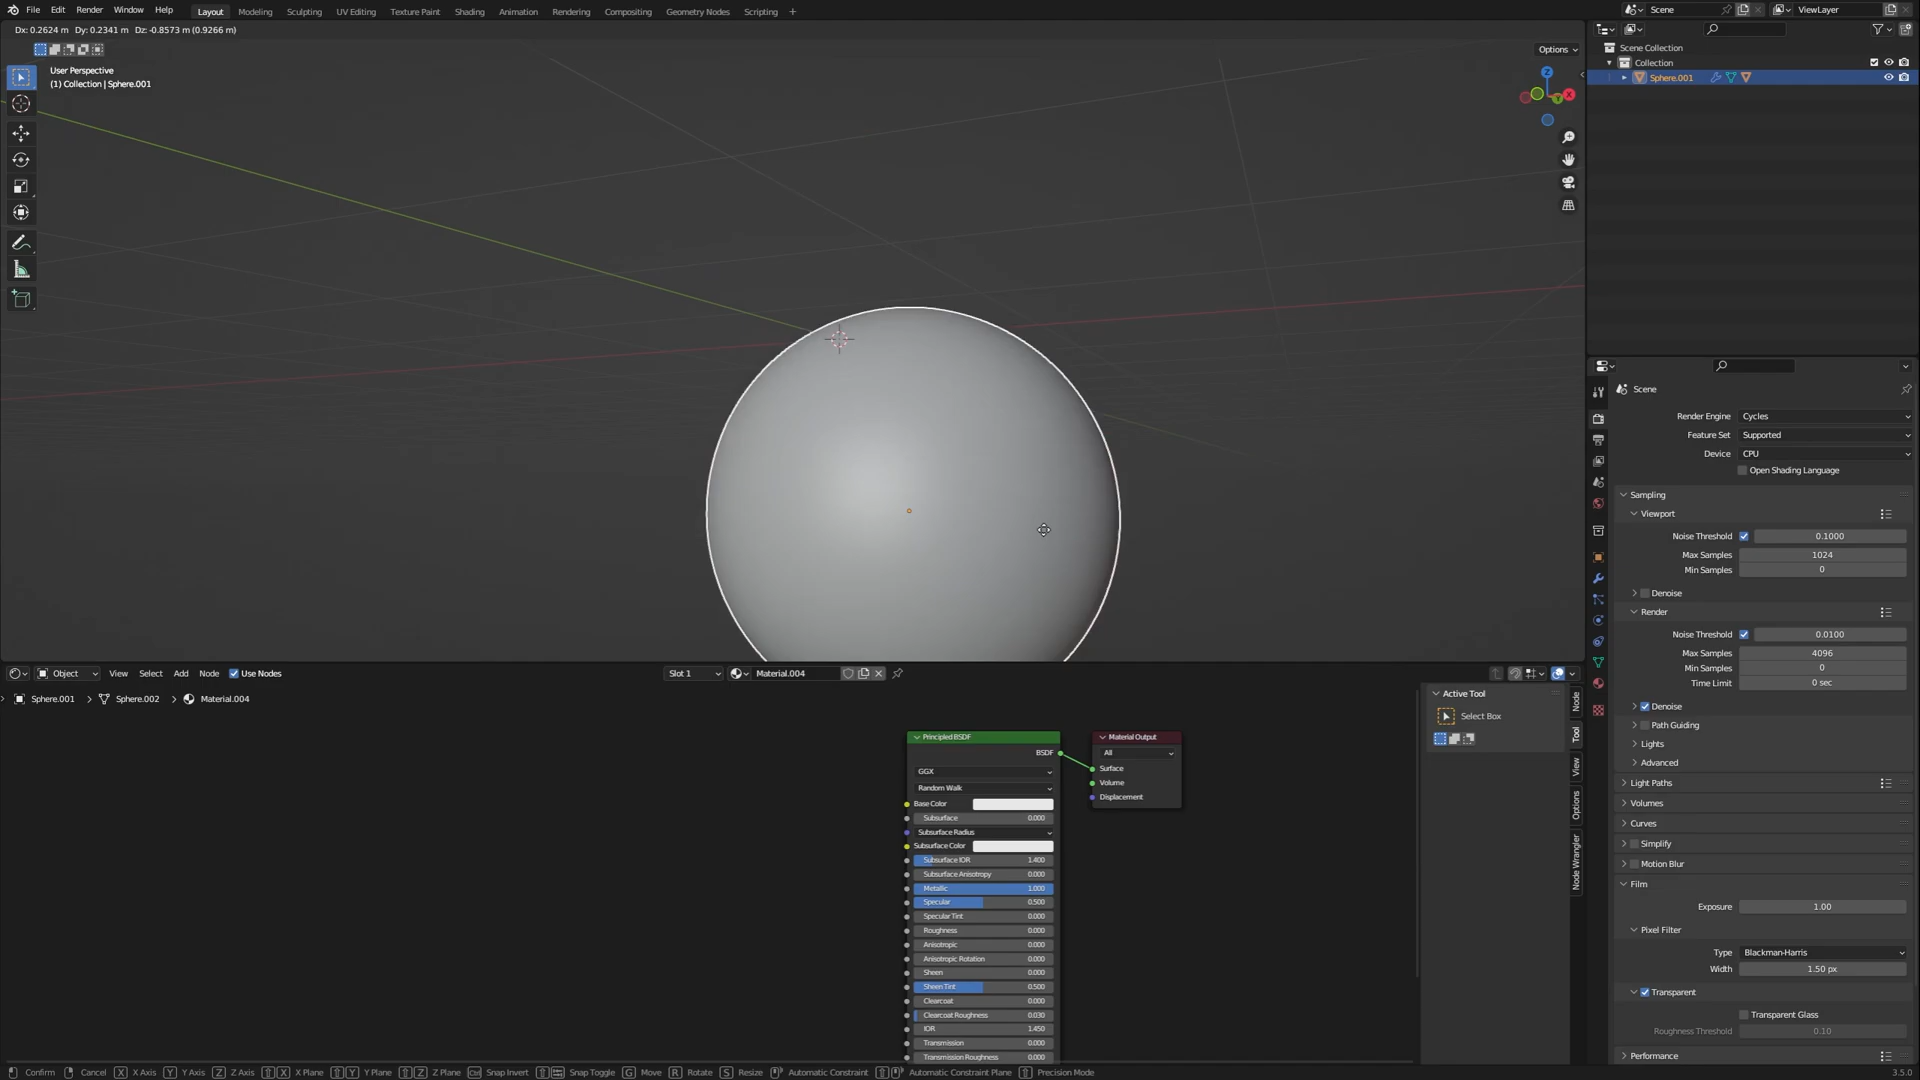 File Edit Render Window Help
Layout Modeling Sculpting UV Editing Texture Paint Shading Animation Rendering Compositing Geometry Nodes Scripting +
Scene
ViewLayer
Dx: 0.2624 m Dy: 0.2341 m Dz: -0.8573 m (0.9266 m)
Options
User Perspective
(1) Collection | Sphere.001
Z
X
Y
Scene Collection
Collection
Sphere.001
Scene
Render Engine Cycles
Feature Set Supported
Device CPU
Open Shading Language
Sampling
Viewport
Noise Threshold 0.1000
Max Samples 1024
Min Samples 0
Denoise
Render
Noise Threshold 0.0100
Max Samples 4096
Min Samples 0
Time Limit 0 sec
Denoise
Path Guiding
Lights
Advanced
Light Paths
Volumes
Curves
Simplify
Motion Blur
Film
Exposure 1.00
Pixel Filter
Type Blackman-Harris
Width 1.50 px
Transparent
Transparent Glass
Roughness Threshold 0.10
Performance
Object View Select Add Node Use Nodes
Slot 1
Material.004
Sphere.001 Sphere.002 Material.004
Active Tool
Select Box
Node
Tool
View
Options
Node Wrangler
Principled BSDF
BSDF
GGX
Random Walk
Base Color
Subsurface 0.000
Subsurface Radius
Subsurface Color
Subsurface IOR 1.400
Subsurface Anisotropy 0.000
Metallic 1.000
Specular 0.500
Specular Tint 0.000
Roughness 0.000
Anisotropic 0.000
Anisotropic Rotation 0.000
Sheen 0.000
Sheen Tint 0.500
Clearcoat 0.000
Clearcoat Roughness 0.030
IOR 1.450
Transmission 0.000
Transmission Roughness 0.000
Material Output
All
Surface
Volume
Displacement
Confirm Cancel X X Axis Y Y Axis Z Z Axis X X Plane Y Y Plane Z Z Plane Ctrl Snap Invert Snap Toggle G Move R Rotate S Resize Automatic Constraint Automatic Constraint Plane Precision Mode
3.5.0